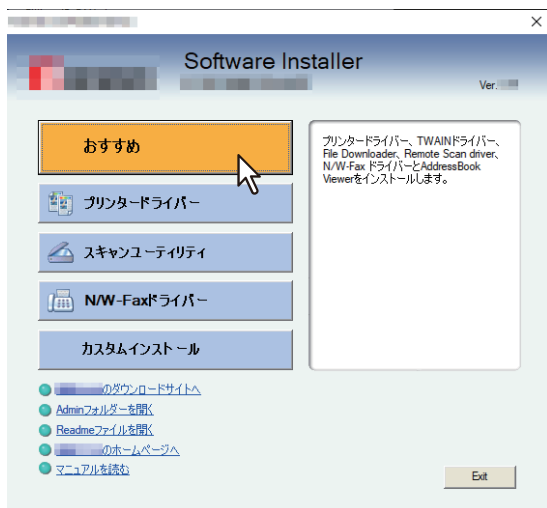 Software Installer
Ver.
おすすめ
プリンタードライバー
スキャンユーティリティ
N/W-Faxドライバー
カスタムインストール
プリンタードライバー、TWAINドライバー、
File Downloader、Remote Scan driver、
N/W-Fax ドライバーとAddressBook
Viewerをインストールします。
のダウンロードサイトへ
Adminフォルダーを開く
Readmeファイルを開く
のホームページへ
マニュアルを読む
Exit